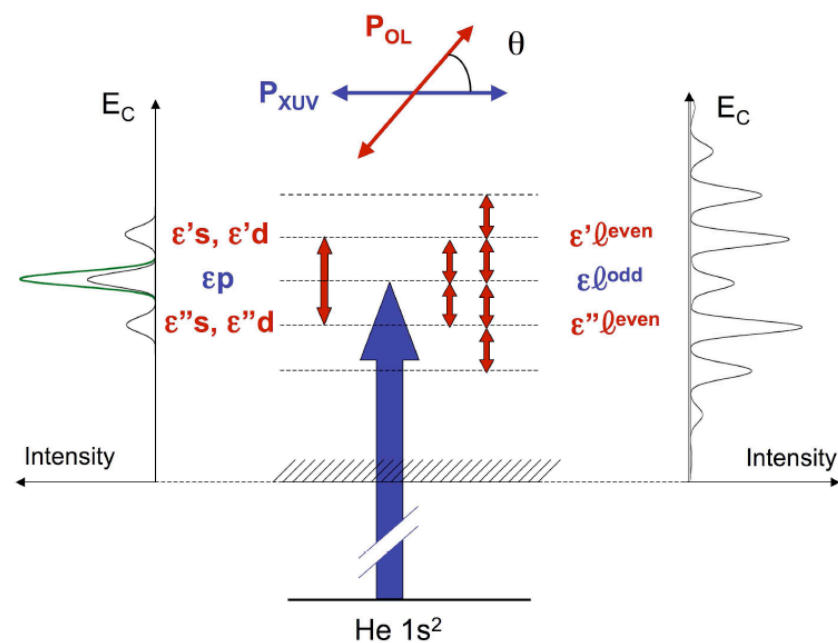 P_OL
θ
P_XUV
E_C
E_C
ε's, ε'd
ε'ℓ^even
εp
εℓ^odd
ε"s, ε"d
ε"ℓ^even
Intensity
Intensity
He 1s²